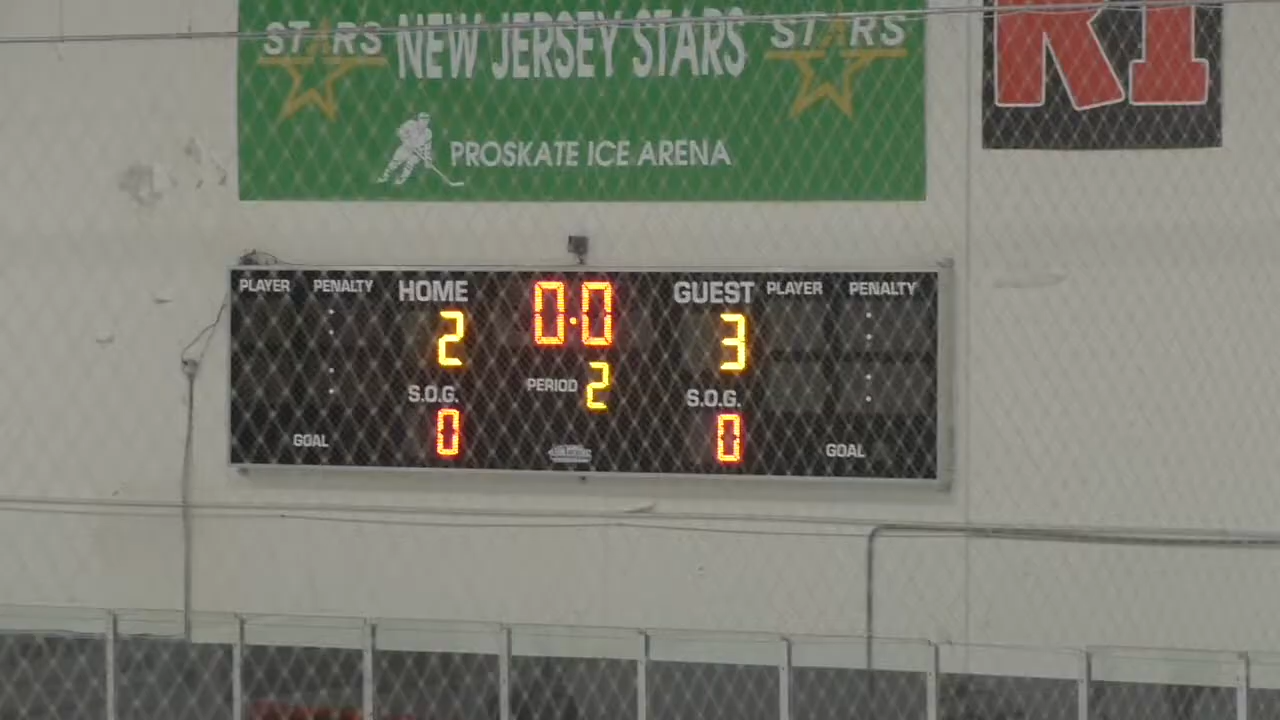 STARS NEW JERSEY STARS STARS
PROSKATE ICE ARENA
RI
PLAYER PENALTY HOME 0.0 GUEST PLAYER PENALTY
2 3
PERIOD 2
S.O.G. S.O.G.
0 0
GOAL GOAL